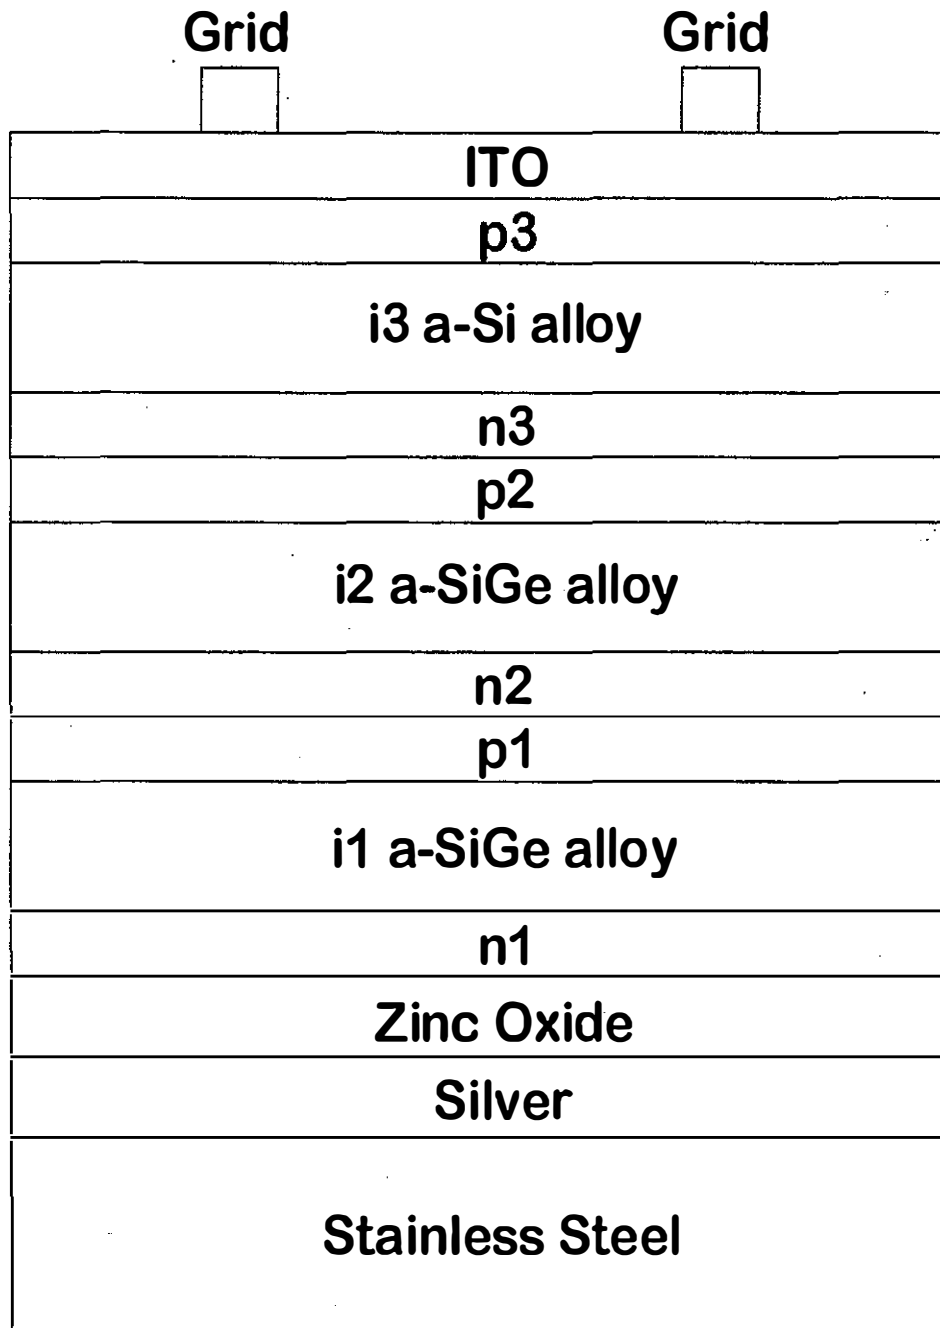 Grid Grid
ITO
p3
i3 a-Si alloy
n3
p2
i2 a-SiGe alloy
n2
p1
i1 a-SiGe alloy
n1
Zinc Oxide
Silver
Stainless Steel